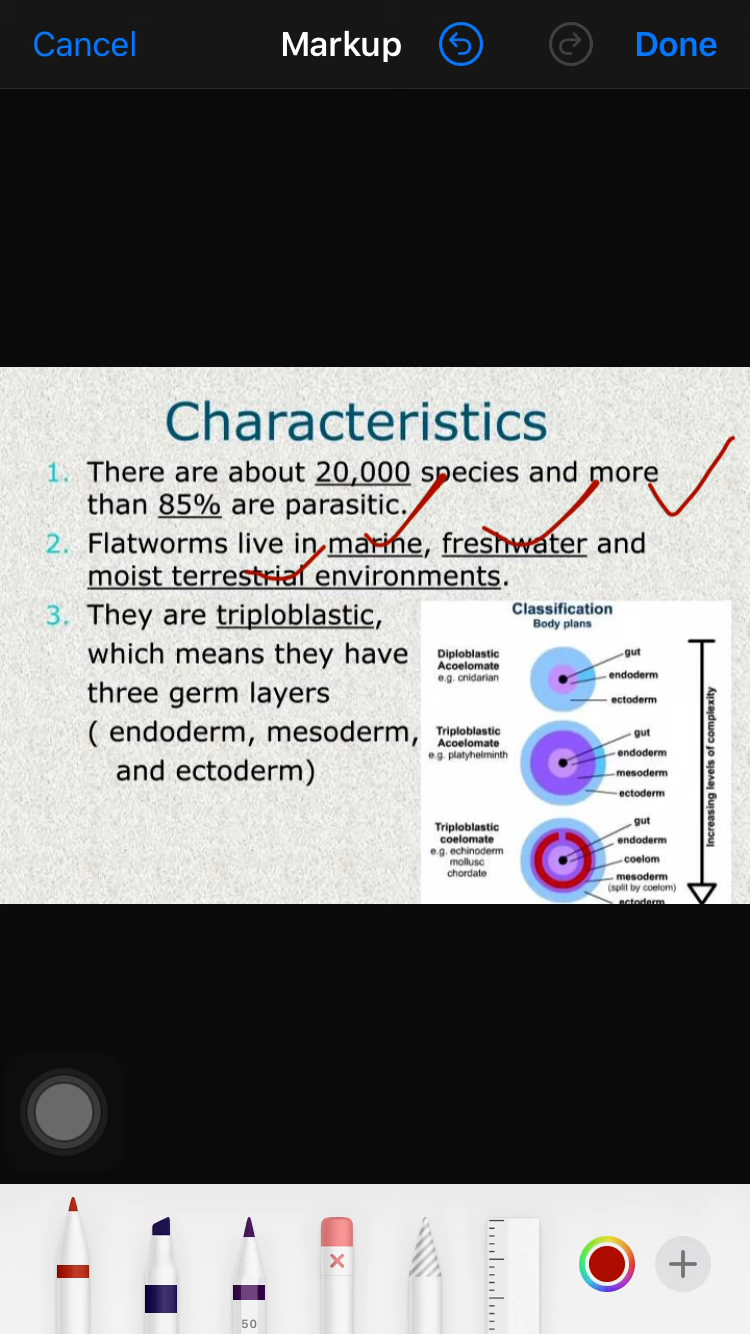 Cancel
Markup
Done
Characteristics
1. There are about 20,000 species and more
than 85% are parasitic.
2. Flatworms live in marine, freshwater and
moist terrestrial environments.
3. They are triploblastic,
which means they have
three germ layers
( endoderm, mesoderm,
and ectoderm)
Classification
Body plans
Diploblastic
Acoelomate
e.g. cnidarian
gut
endoderm
ectoderm
Triploblastic
Acoelomate
e.g. platyhelminth
gut
endoderm
mesoderm
ectoderm
Triploblastic
coelomate
e.g. echinoderm
mollusc
chordate
gut
endoderm
coelom
mesoderm
(split by coelom)
ectoderm
Increasing levels of complexity
50